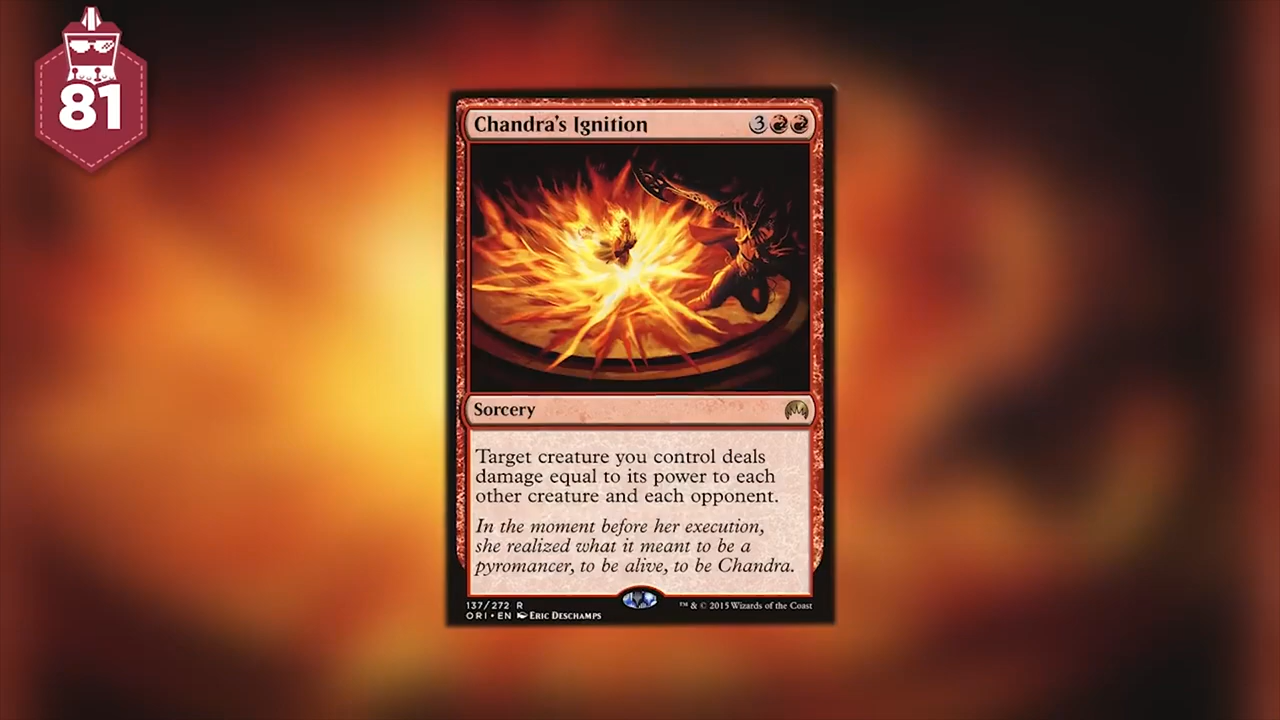 81
Chandra's Ignition 3
Sorcery
Target creature you control deals
damage equal to its power to each
other creature and each opponent.
In the moment before her execution,
she realized what it meant to be a
pyromancer, to be alive, to be Chandra.
137/272 R
ORI • EN Eric Deschamps
™ & © 2015 Wizards of the Coast